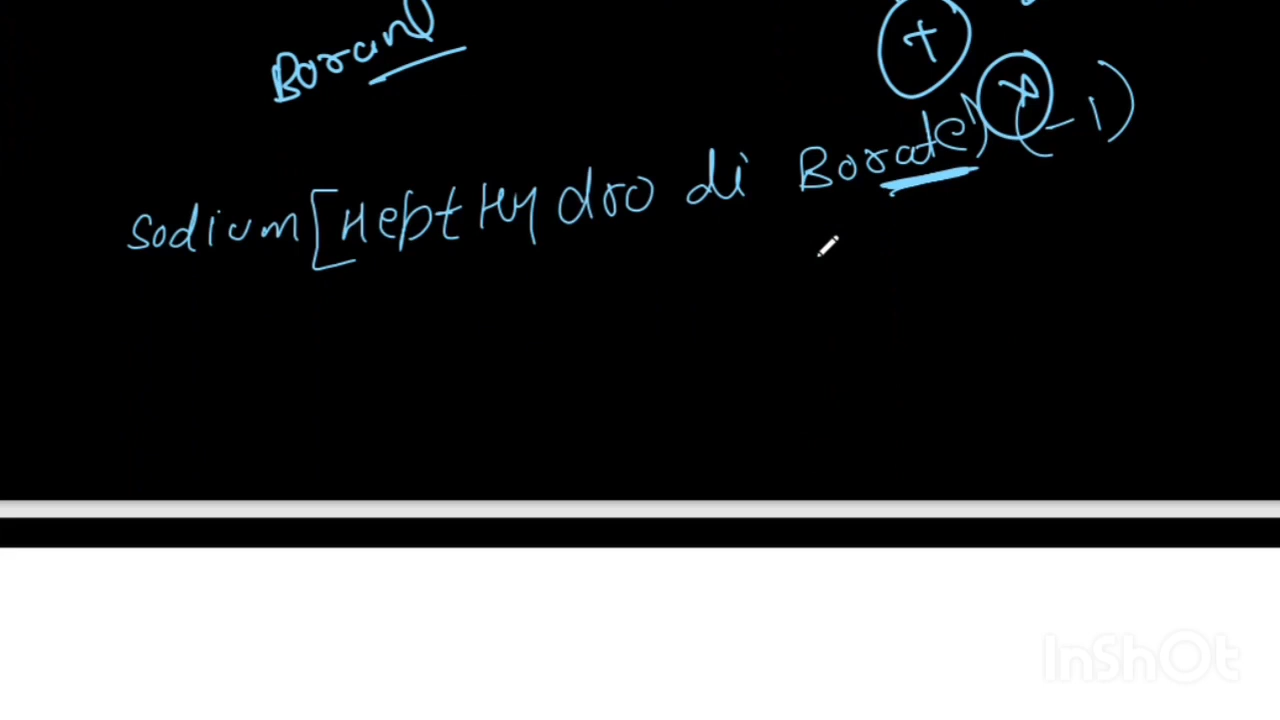 Borane
+
Sodium [HeptHydro di Borate) (-1)
InShOt